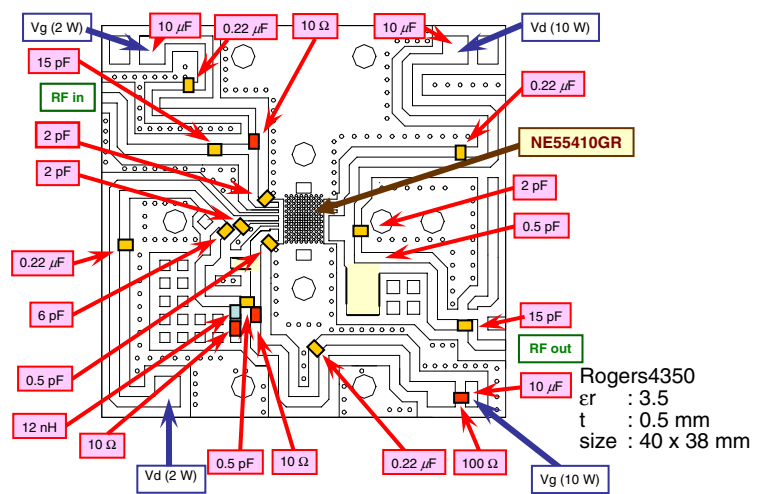 Vg (2 W)
10 µF
0.22 µF
10 Ω
10 µF
Vd (10 W)
15 pF
RF in
0.22 µF
2 pF
NE55410GR
2 pF
2 pF
0.5 pF
0.22 µF
6 pF
15 pF
RF out
0.5 pF
10 µF
Rogers4350
εr : 3.5
t : 0.5 mm
size : 40 x 38 mm
12 nH
10 Ω
0.5 pF
10 Ω
0.22 µF
100 Ω
Vd (2 W)
Vg (10 W)